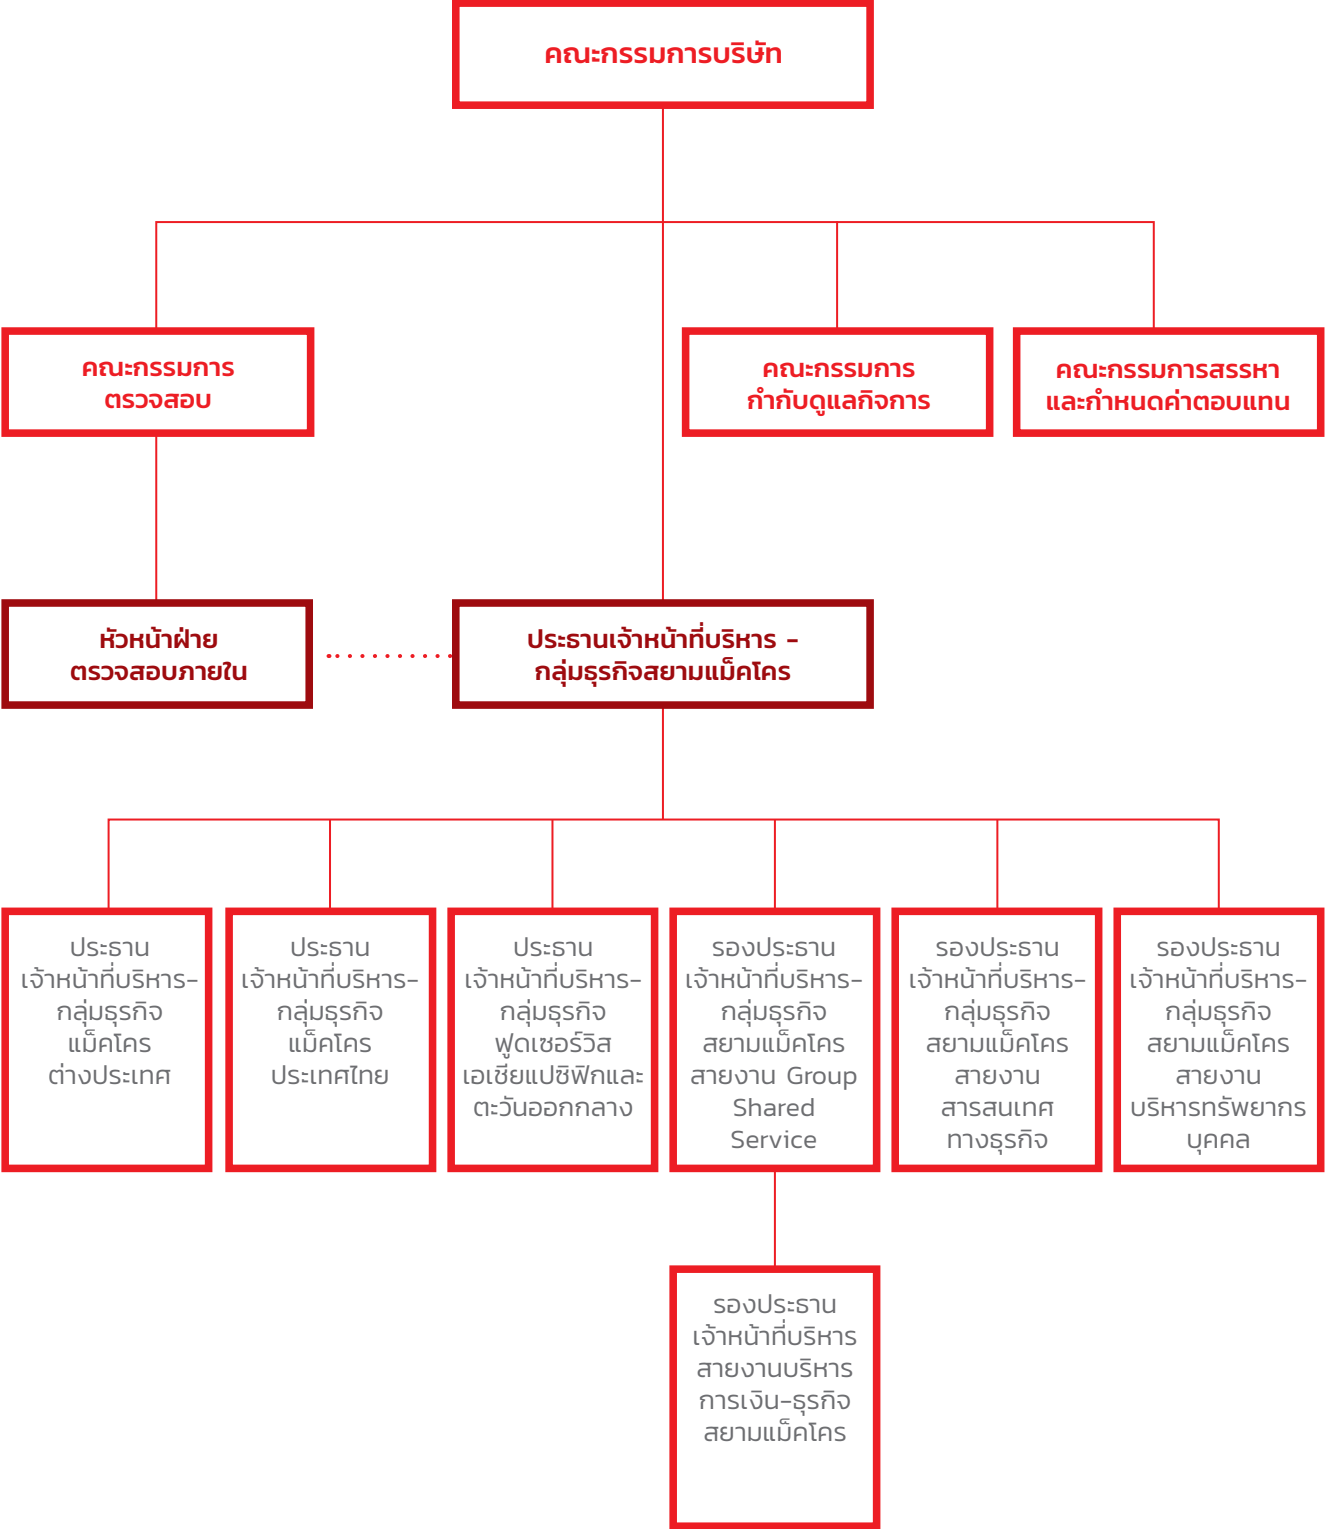 คณะกรรมการบริษัท
คณะกรรมการ
ตรวจสอบ
คณะกรรมการ
กำกับดูแลกิจการ
คณะกรรมการสรรหา
และกำหนดค่าตอบแทน
หัวหน้าฝ่าย
ตรวจสอบภายใน
ประธานเจ้าหน้าที่บริหาร -
กลุ่มธุรกิจสยามแม็คโคร
ประธาน
เจ้าหน้าที่บริหาร-
กลุ่มธุรกิจ
แม็คโคร
ต่างประเทศ
ประธาน
เจ้าหน้าที่บริหาร-
กลุ่มธุรกิจ
แม็คโคร
ประเทศไทย
ประธาน
เจ้าหน้าที่บริหาร-
กลุ่มธุรกิจ
ฟูดเซอร์วิส
เอเชียแปซิฟิกและ
ตะวันออกกลาง
รองประธาน
เจ้าหน้าที่บริหาร-
กลุ่มธุรกิจ
สยามแม็คโคร
สายงาน Group
Shared
Service
รองประธาน
เจ้าหน้าที่บริหาร-
กลุ่มธุรกิจ
สยามแม็คโคร
สายงาน
สารสนเทศ
ทางธุรกิจ
รองประธาน
เจ้าหน้าที่บริหาร-
กลุ่มธุรกิจ
สยามแม็คโคร
สายงาน
บริหารทรัพยากร
บุคคล
รองประธาน
เจ้าหน้าที่บริหาร
สายงานบริหาร
การเงิน-ธุรกิจ
สยามแม็คโคร